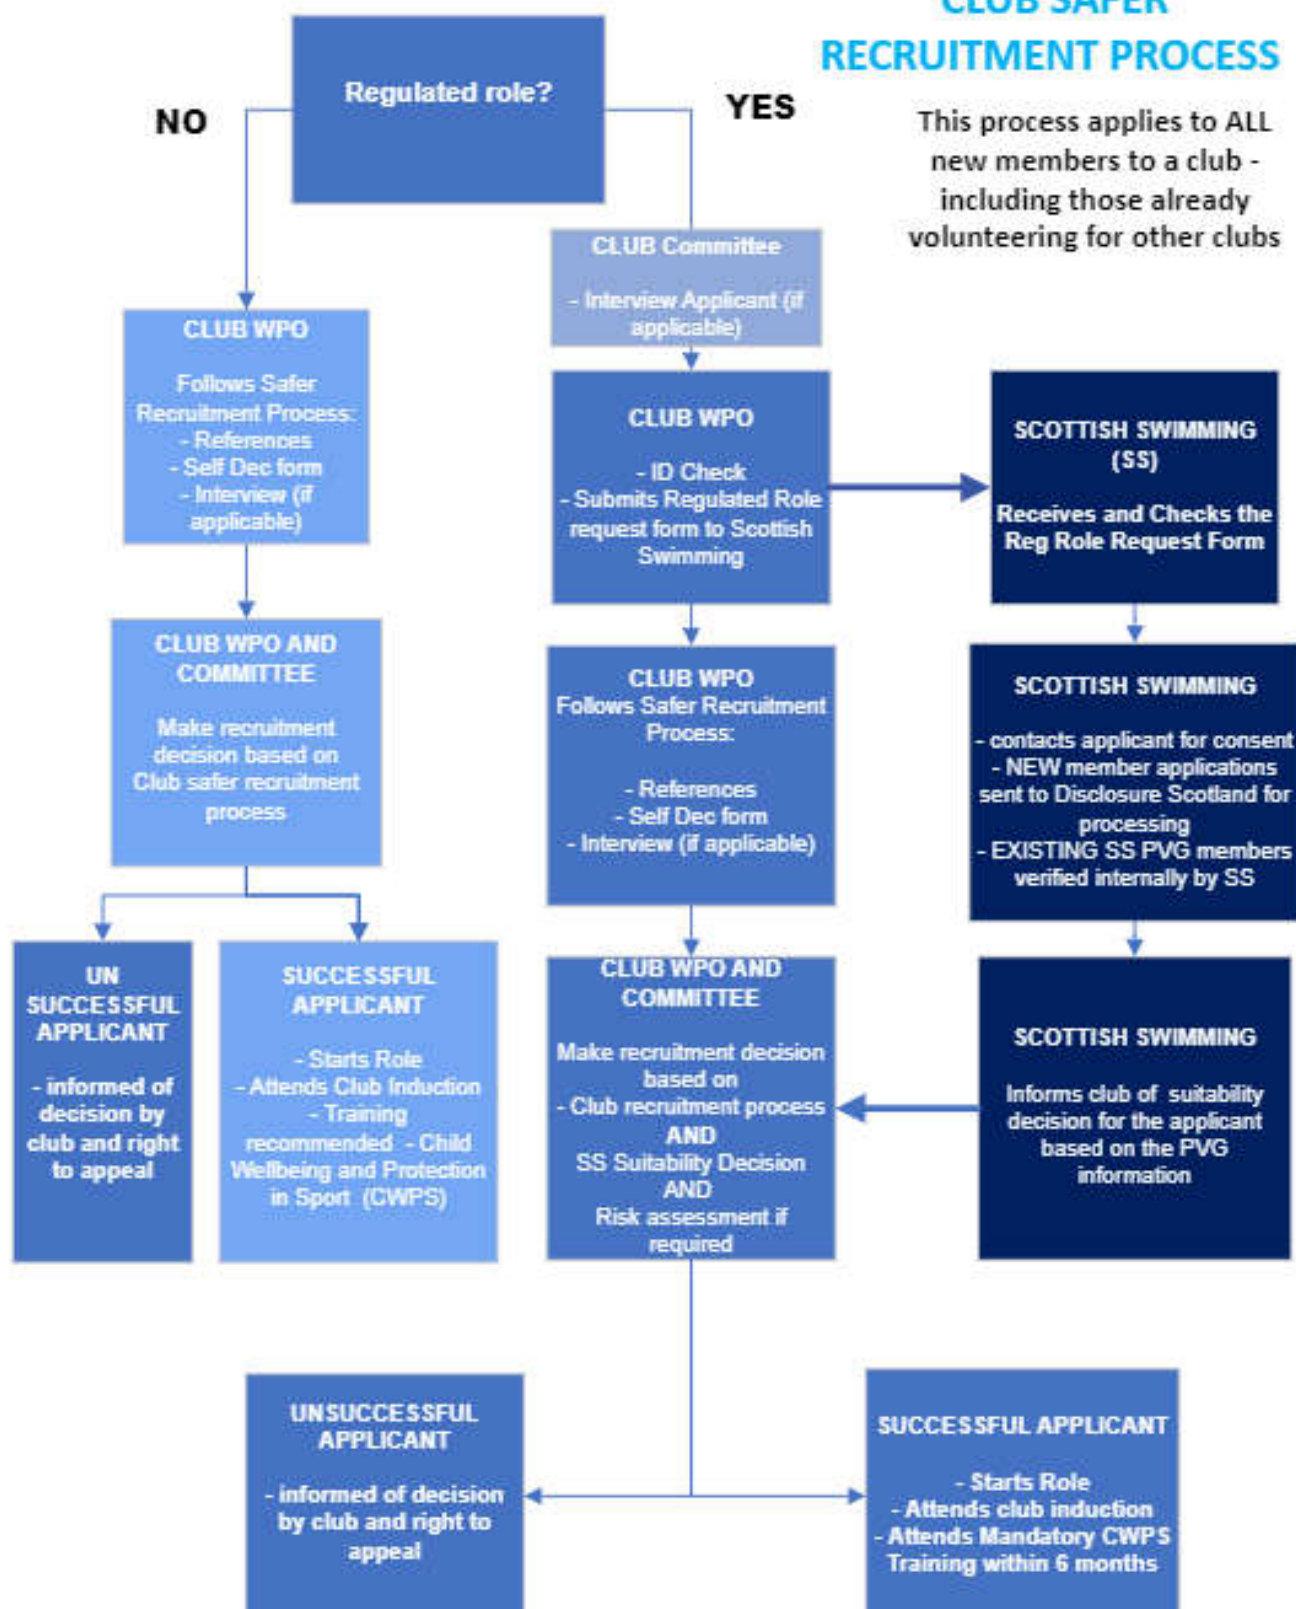 CLUB SAFER
RECRUITMENT PROCESS
This process applies to ALL
new members to a club -
including those already
volunteering for other clubs
Regulated role?
NO
YES
CLUB WPO
Follows Safer
Recruitment Process:
- References
- Self Dec form
- Interview (if
applicable)
CLUB WPO AND
COMMITTEE
Make recruitment
decision based on
Club safer recruitment
process
UN
SUCCESSFUL
APPLICANT
- informed of
decision by
club and right
to appeal
SUCCESSFUL
APPLICANT
- Starts Role
- Attends Club Induction
- Training
recommended - Child
Wellbeing and Protection
in Sport (CWPS)
CLUB Committee
- Interview Applicant (if
applicable)
CLUB WPO
- ID Check
- Submits Regulated Role
request form to Scottish
Swimming
CLUB WPO
Follows Safer Recruitment
Process:
- References
- Self Dec form
- Interview (if applicable)
CLUB WPO AND
COMMITTEE
Make recruitment decision
based on
- Club recruitment process
AND
SS Suitability Decision
AND
Risk assessment if
required
SCOTTISH SWIMMING
(SS)
Receives and Checks the
Reg Role Request Form
SCOTTISH SWIMMING
- contacts applicant for consent
- NEW member applications
sent to Disclosure Scotland for
processing
- EXISTING SS PVG members
verified internally by SS
SCOTTISH SWIMMING
Informs club of suitability
decision for the applicant
based on the PVG
information
UNSUCCESSFUL
APPLICANT
- informed of decision
by club and right to
appeal
SUCCESSFUL APPLICANT
- Starts Role
- Attends club induction
- Attends Mandatory CWPS
Training within 6 months